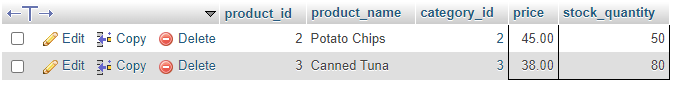 product_id product_name category_id price stock_quantity
Edit Copy Delete 2 Potato Chips 2 45.00 50
Edit Copy Delete 3 Canned Tuna 3 38.00 80